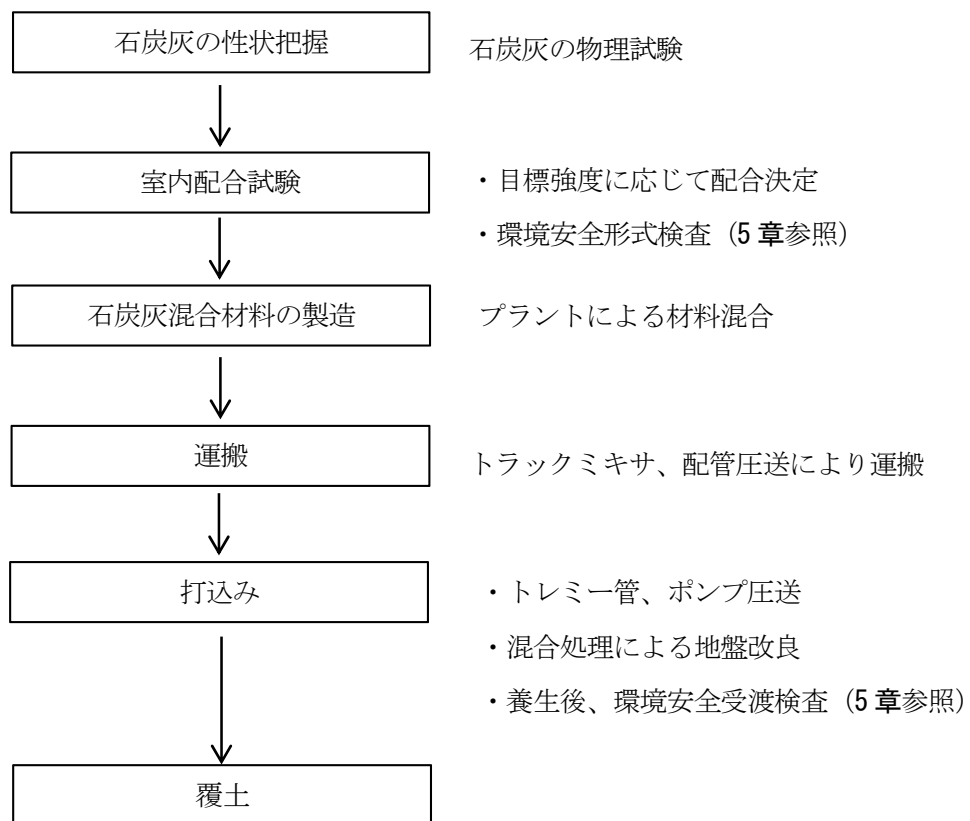 石炭灰の性状把握
石炭灰の物理試験
室内配合試験
・目標強度に応じて配合決定
・環境安全形式検査（5 章参照）
石炭灰混合材料の製造
プラントによる材料混合
運搬
トラックミキサ、配管圧送により運搬
打込み
・トレミー管、ポンプ圧送
・混合処理による地盤改良
・養生後、環境安全受渡検査（5 章参照）
覆土